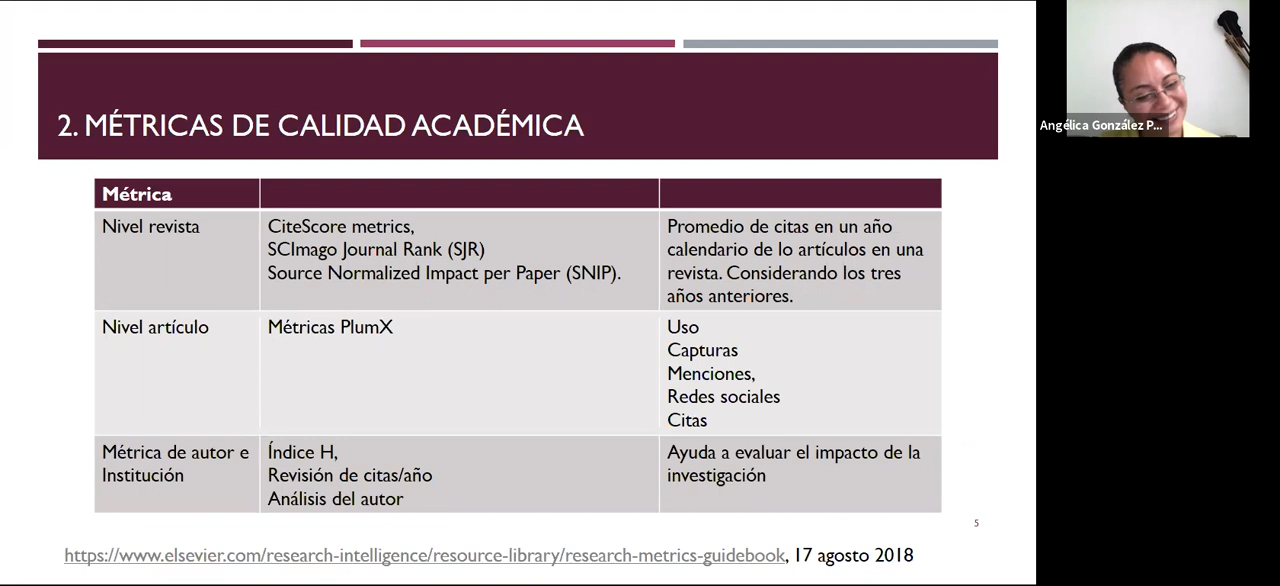 2. MÉTRICAS DE CALIDAD ACADÉMICA
Métrica
Nivel revista
CiteScore metrics,
SCImago Journal Rank (SJR)
Source Normalized Impact per Paper (SNIP).
Promedio de citas en un año
calendario de lo artículos en una
revista. Considerando los tres
años anteriores.
Nivel artículo
Métricas PlumX
Uso
Capturas
Menciones,
Redes sociales
Citas
Métrica de autor e
Institución
Índice H,
Revisión de citas/año
Análisis del autor
Ayuda a evaluar el impacto de la
investigación
5
https://www.elsevier.com/research-intelligence/resource-library/research-metrics-guidebook, 17 agosto 2018
Angélica González P...